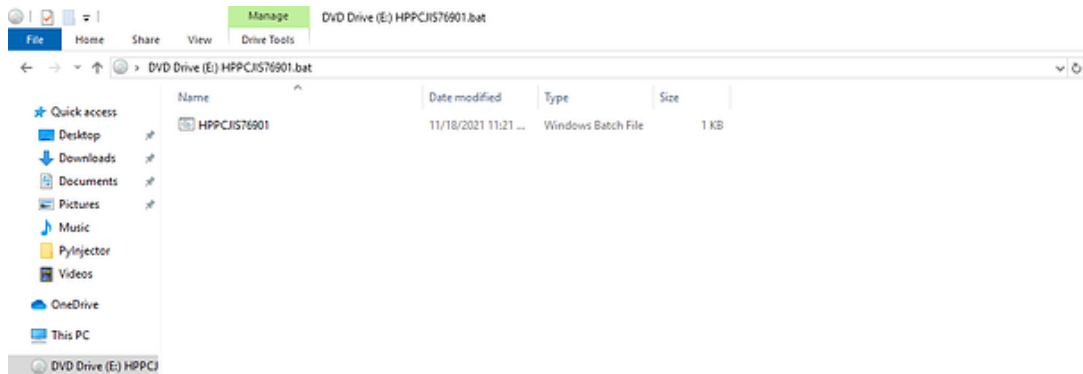 Manage
DVD Drive (E:) HPPCJIS76901.bat
File Home Share View Drive Tools
DVD Drive (E:) HPPCJIS76901.bat
Name Date modified Type Size
Quick access
HPPCJIS76901 11/18/2021 11:21 ... Windows Batch File 1 KB
Desktop
Downloads
Documents
Pictures
Music
PyInjector
Videos
OneDrive
This PC
DVD Drive (E:) HPPCJ